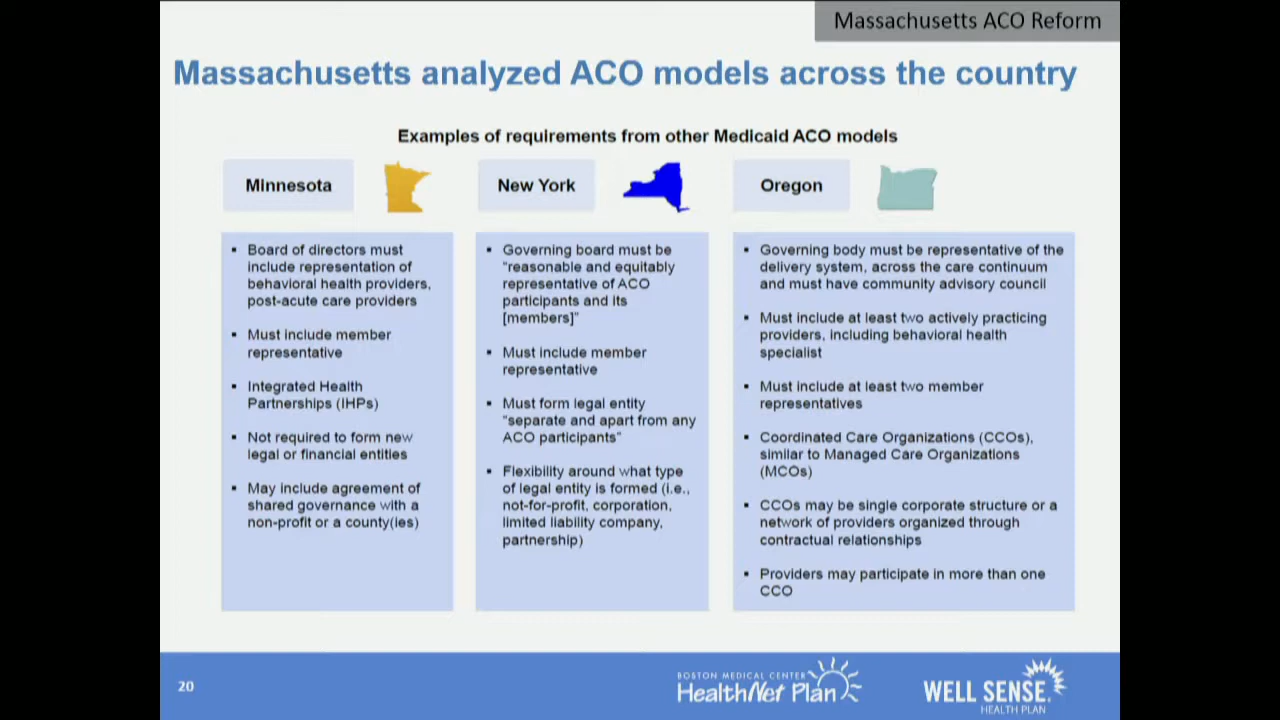 Massachusetts ACO Reform
Massachusetts analyzed ACO models across the country
Examples of requirements from other Medicaid ACO models
Minnesota
▪ Board of directors must
include representation of
behavioral health providers,
post-acute care providers
▪ Must include member
representative
▪ Integrated Health
Partnerships (IHPs)
▪ Not required to form new
legal or financial entities
▪ May include agreement of
shared governance with a
non-profit or a county(ies)
New York
▪ Governing board must be
"reasonable and equitably
representative of ACO
participants and its
[members]"
▪ Must include member
representative
▪ Must form legal entity
"separate and apart from any
ACO participants"
▪ Flexibility around what type
of legal entity is formed (i.e.,
not-for-profit, corporation,
limited liability company,
partnership)
Oregon
▪ Governing body must be representative of the
delivery system, across the care continuum
and must have community advisory council
▪ Must include at least two actively practicing
providers, including behavioral health
specialist
▪ Must include at least two member
representatives
▪ Coordinated Care Organizations (CCOs),
similar to Managed Care Organizations
(MCOs)
▪ CCOs may be single corporate structure or a
network of providers organized through
contractual relationships
▪ Providers may participate in more than one
CCO
20
BOSTON MEDICAL CENTER
HealthNet Plan
WELL SENSE
HEALTH PLAN